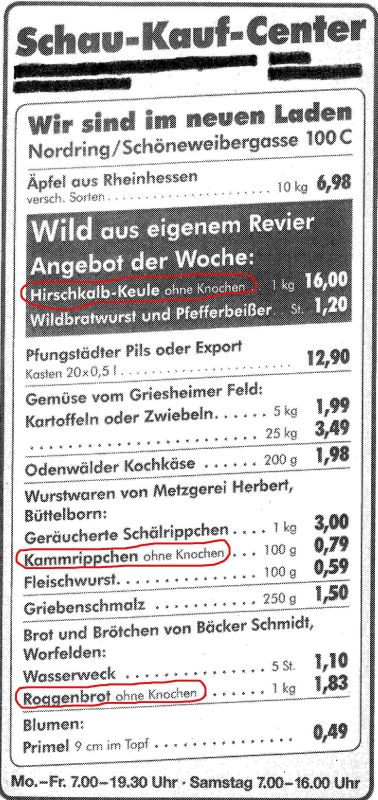 Schau-Kauf-Center
Wir sind im neuen Laden
Nordring/Schöneweibergasse 100 C
Äpfel aus Rheinhessen
versch. Sorten . . . . . . . . . . . . . . . . . . 10 kg 6,98
Wild aus eigenem Revier
Angebot der Woche:
Hirschkalb-Keule ohne Knochen . 1 kg 16,00
Wildbratwurst und Pfefferbeißer . . St. 1,20
Pfungstädter Pils oder Export
Kasten 20x0,5 l . . . . . . . . . . . . . . . . . . 12,90
Gemüse vom Griesheimer Feld:
Kartoffeln oder Zwiebeln . . . . . . 5 kg 1,99
. . . . . . . . . . . . . . . . . . . . . . 25 kg 3,49
Odenwälder Kochkäse . . . . . . 200 g 1,98
Wurstwaren von Metzgerei Herbert,
Büttelborn:
Geräucherte Schälrippchen . . . . 1 kg 3,00
Kammrippchen ohne Knochen . . . 100 g 0,79
Fleischwurst . . . . . . . . . . . . . . 100 g 0,59
Griebenschmalz . . . . . . . . . . . 250 g 1,50
Brot und Brötchen von Bäcker Schmidt,
Worfelden:
Wasserweck . . . . . . . . . . . . . . 5 St. 1,10
Roggenbrot ohne Knochen . . . . . . 1 kg 1,83
Blumen:
Primel 9 cm im Topf . . . . . . . . . . . . . . 0,49
Mo.–Fr. 7.00–19.30 Uhr · Samstag 7.00–16.00 Uhr